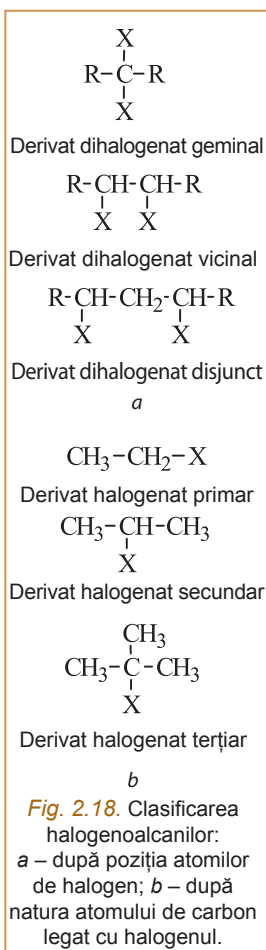 X
R-C-R
X
Derivat dihalogenat geminal
R-CH-CH-R
X X
Derivat dihalogenat vicinal
R-CH-CH₂-CH-R
X X
Derivat dihalogenat disjunct
a
CH₃-CH₂-X
Derivat halogenat primar
CH₃-CH-CH₃
X
Derivat halogenat secundar
CH₃
CH₃-C-CH₃
X
Derivat halogenat terțiar
b
Fig. 2.18. Clasificarea
halogenoalcanilor:
a – după poziția atomilor
de halogen; b – după
natura atomului de carbon
legat cu halogenul.